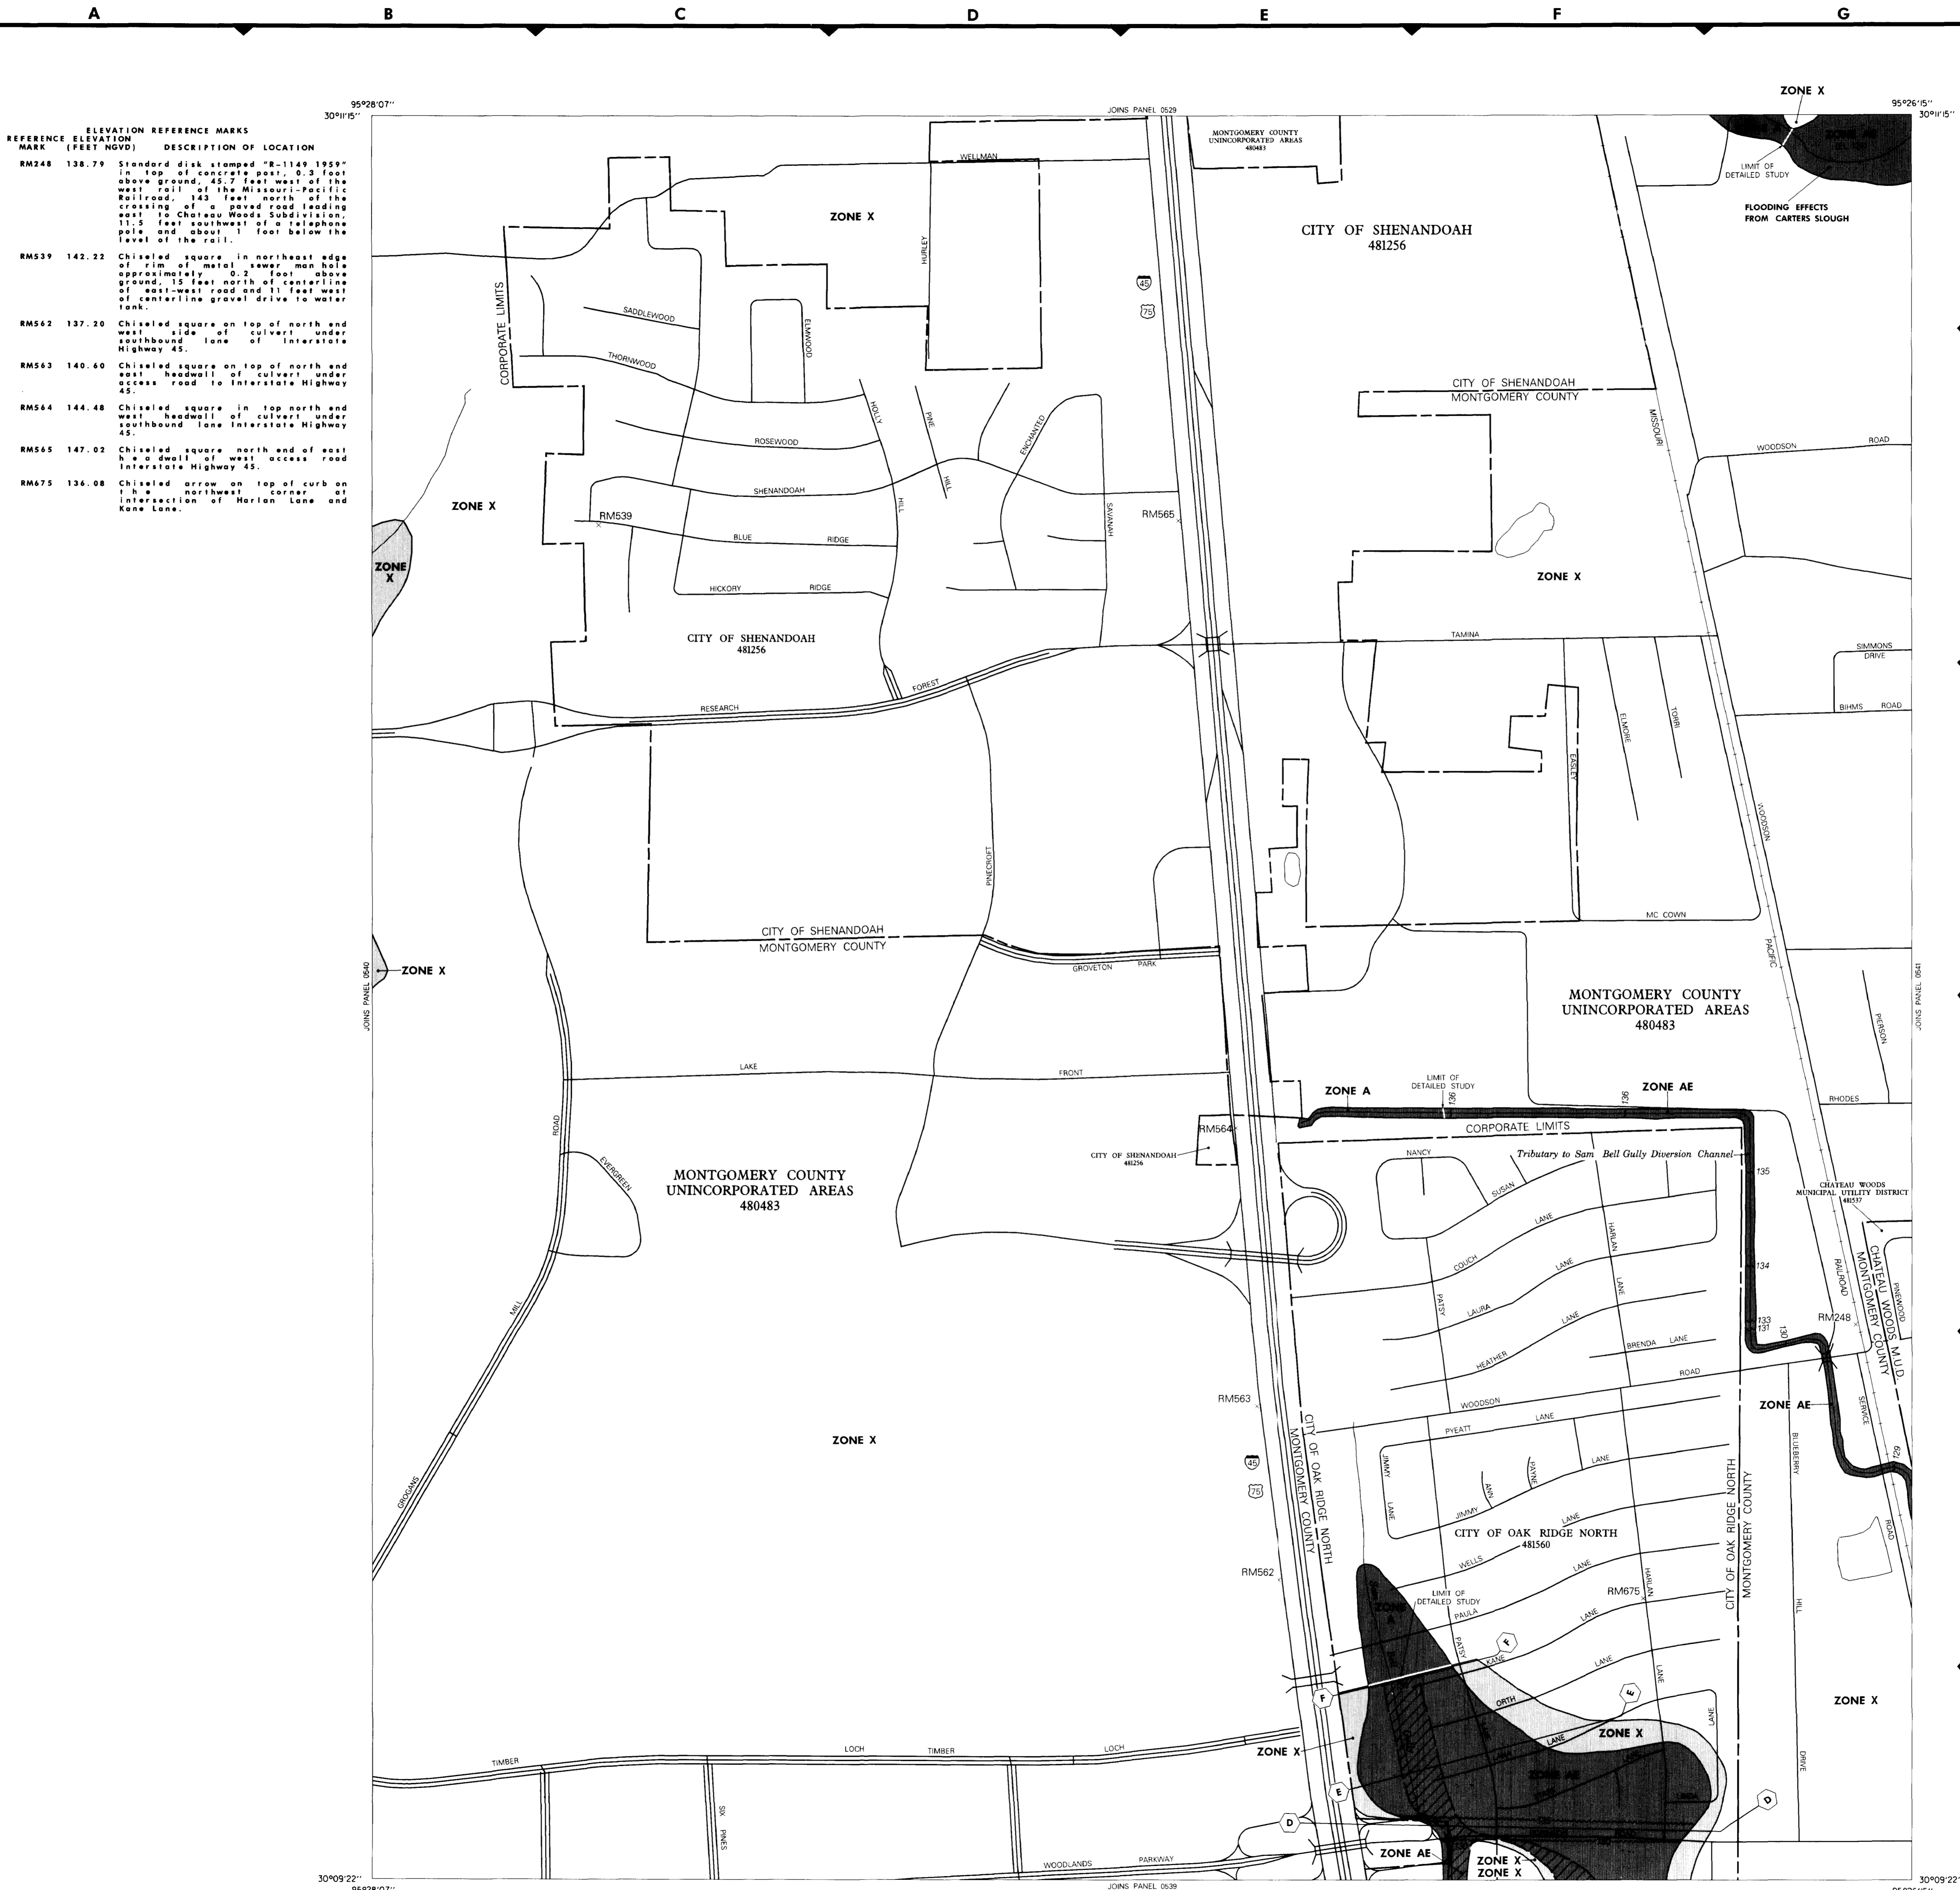 A B C D E F G
95°28'07''
30°11'15''
JOINS PANEL 0529
ZONE X
95°26'15''
30°11'15''
ELEVATION REFERENCE MARKS
REFERENCE ELEVATION
MARK (FEET NGVD) DESCRIPTION OF LOCATION
RM248 138.79 Standard disk stamped "R-1149 1959"
in top of concrete post, 0.3 foot
above ground, 45.7 feet west of the
west rail of the Missouri-Pacific
Railroad, 143 feet north of the
crossing of a paved road leading
east to Chateau Woods Subdivision,
11.5 feet southwest of a telephone
pole and about 1 foot below the
level of the rail.
RM539 142.22 Chiseled square in northeast edge
of rim of metal sewer man hole
approximately 0.2 foot above
ground, 15 feet north of centerline
of east-west road and 11 feet west
of centerline gravel drive to water
tank.
RM562 137.20 Chiseled square on top of north end
west side of culvert under
southbound lane of Interstate
Highway 45.
RM563 140.60 Chiseled square on top of north end
east headwall of culvert under
access road to Interstate Highway
45.
RM564 144.48 Chiseled square in top north end
west headwall of culvert under
southbound lane Interstate Highway
45.
RM565 147.02 Chiseled square north end of east
headwall of west access road
Interstate Highway 45.
RM675 136.08 Chiseled arrow on top of curb on
the northwest corner at
intersection of Harlan Lane and
Kane Lane.
MONTGOMERY COUNTY
UNINCORPORATED AREAS
480483
WELLMAN
ZONE X
HURLEY
CITY OF SHENANDOAH
481256
LIMIT OF
DETAILED STUDY
ZONE AE
FLOODING EFFECTS
FROM CARTERS SLOUGH
45
75
CORPORATE LIMITS
SADDLEWOOD
ELMWOOD
THORNWOOD
HOLLY
HILL
PINE
HILL
ENCHANTED
ROSEWOOD
SHENANDOAH
SAVANAH
CITY OF SHENANDOAH
MONTGOMERY COUNTY
MISSOURI
WOODSON ROAD
ZONE X
RM539
RM565
BLUE RIDGE
HICKORY RIDGE
ZONE
X
ZONE X
CITY OF SHENANDOAH
481256
TAMINA
SIMMONS
DRIVE
BIHMS ROAD
RESEARCH FOREST
ELMORE
TORRI
EASLEY
WOODSON
PINECROFT
MC COWN
PACIFIC
CITY OF SHENANDOAH
MONTGOMERY COUNTY
GROVETON PARK
ZONE X
JOINS PANEL 0540
JOINS PANEL 0541
MONTGOMERY COUNTY
UNINCORPORATED AREAS
480483
PIERSON
LAKE FRONT
ROAD
EVERGREEN
ZONE A
LIMIT OF
DETAILED STUDY
136
136
ZONE AE
RHODES
RM564
CITY OF SHENANDOAH
481256
CORPORATE LIMITS
Tributary to Sam Bell Gully Diversion Channel
135
NANCY
SUSAN
MONTGOMERY COUNTY
UNINCORPORATED AREAS
480483
CHATEAU WOODS
MUNICIPAL UTILITY DISTRICT
481537
COUCH LANE
HARLAN
LANE
LAURA LANE
PATSY
HEATHER LANE
BRENDA LANE
134
133
131
130
RAILROAD
RM248
CHATEAU WOODS M.U.D.
MONTGOMERY COUNTY
PINEWOOD
MILL
GROGANS
RM563
WOODSON ROAD
PYEATT LANE
ZONE AE
SERVICE
ROAD
129
ZONE X
CITY OF OAK RIDGE NORTH
MONTGOMERY COUNTY
JIMMY
LANE
JIMMY LANE
ANN
PAYNE
45
75
BLUEBERRY
HILL
DRIVE
CITY OF OAK RIDGE NORTH
481560
LANE
WELLS LANE
RM562
LIMIT OF
DETAILED STUDY
RM675
HARLAN
LANE
PAULA LANE
CITY OF OAK RIDGE NORTH
MONTGOMERY COUNTY
ZONE
A
PATSY
F
KANE LANE
F
ORTH
E
LANE
ZONE X
ZONE X
LANE
ZONE X
ZONE AE
E
D
D
TIMBER LOCH TIMBER LOCH
SIX PINES
WOODLANDS PARKWAY
ZONE AE
ZONE X
ZONE X
30°09'22''
95°28'07''
JOINS PANEL 0539
30°09'22''